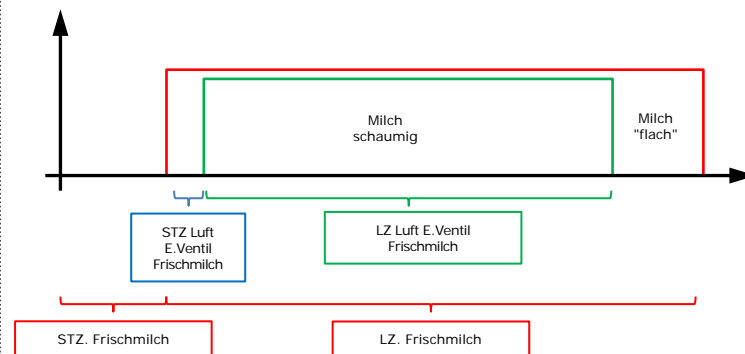 Milch
schaumig
Milch
"flach"
STZ Luft
E.Ventil
Frischmilch
LZ Luft E.Ventil
Frischmilch
STZ. Frischmilch
LZ. Frischmilch